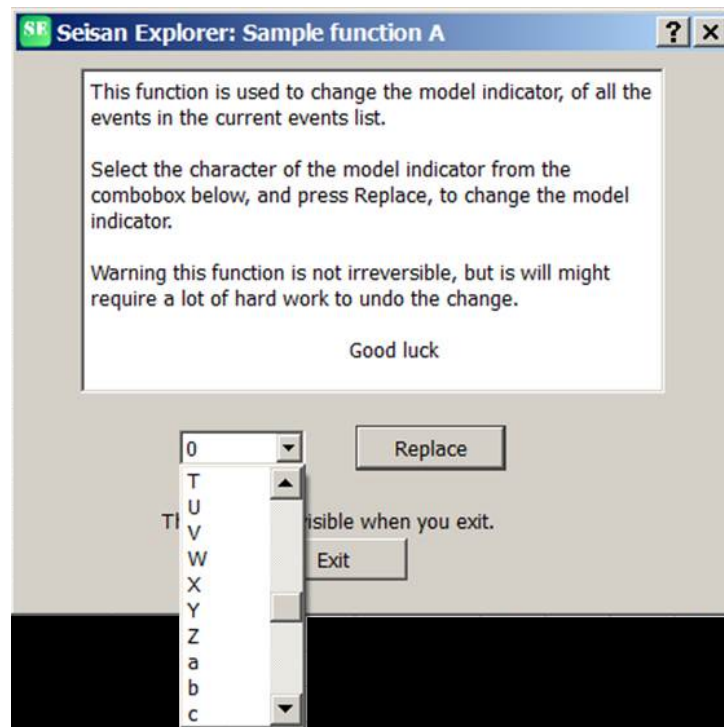 SE Seisan Explorer: Sample function A ? ×
This function is used to change the model indicator, of all the
events in the current events list.
Select the character of the model indicator from the
combobox below, and press Replace, to change the model
indicator.
Warning this function is not irreversible, but is will might
require a lot of hard work to undo the change.
Good luck
0
Replace
T
U
Th isible when you exit.
V
W
Exit
X
Y
Z
a
b
c